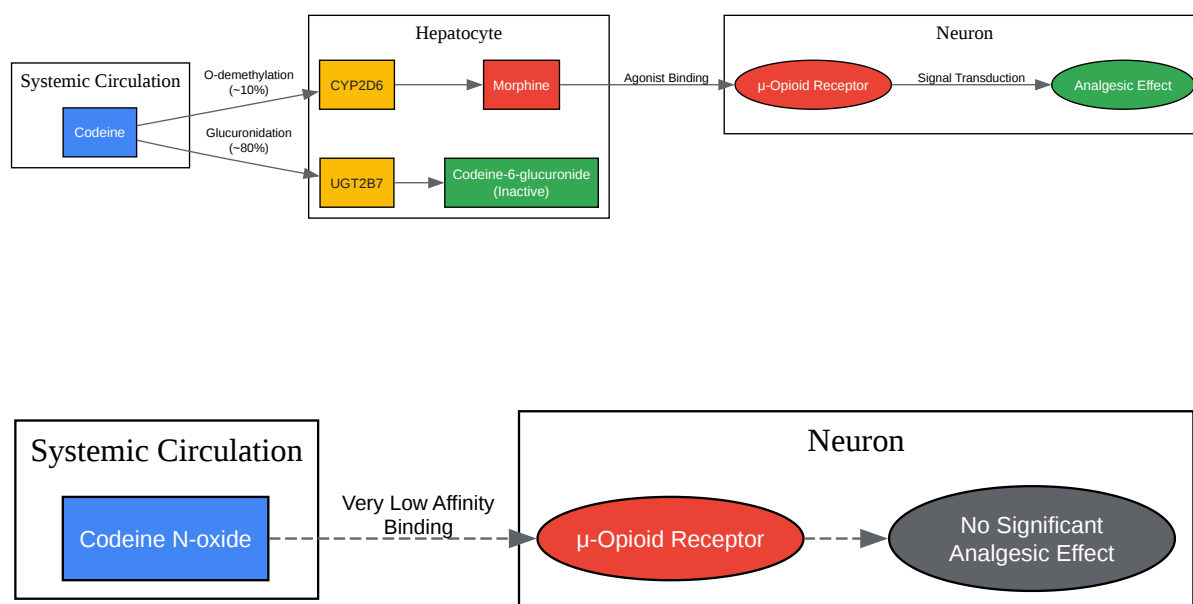 Hepatocyte
Neuron
Systemic Circulation
O-demethylation
(~10%)
CYP2D6
Morphine
Agonist Binding
μ-Opioid Receptor
Signal Transduction
Analgesic Effect
Codeine
Glucuronidation
(~80%)
UGT2B7
Codeine-6-glucuronide
(Inactive)
Systemic Circulation
Neuron
Codeine N-oxide
Very Low Affinity
Binding
μ-Opioid Receptor
No Significant
Analgesic Effect